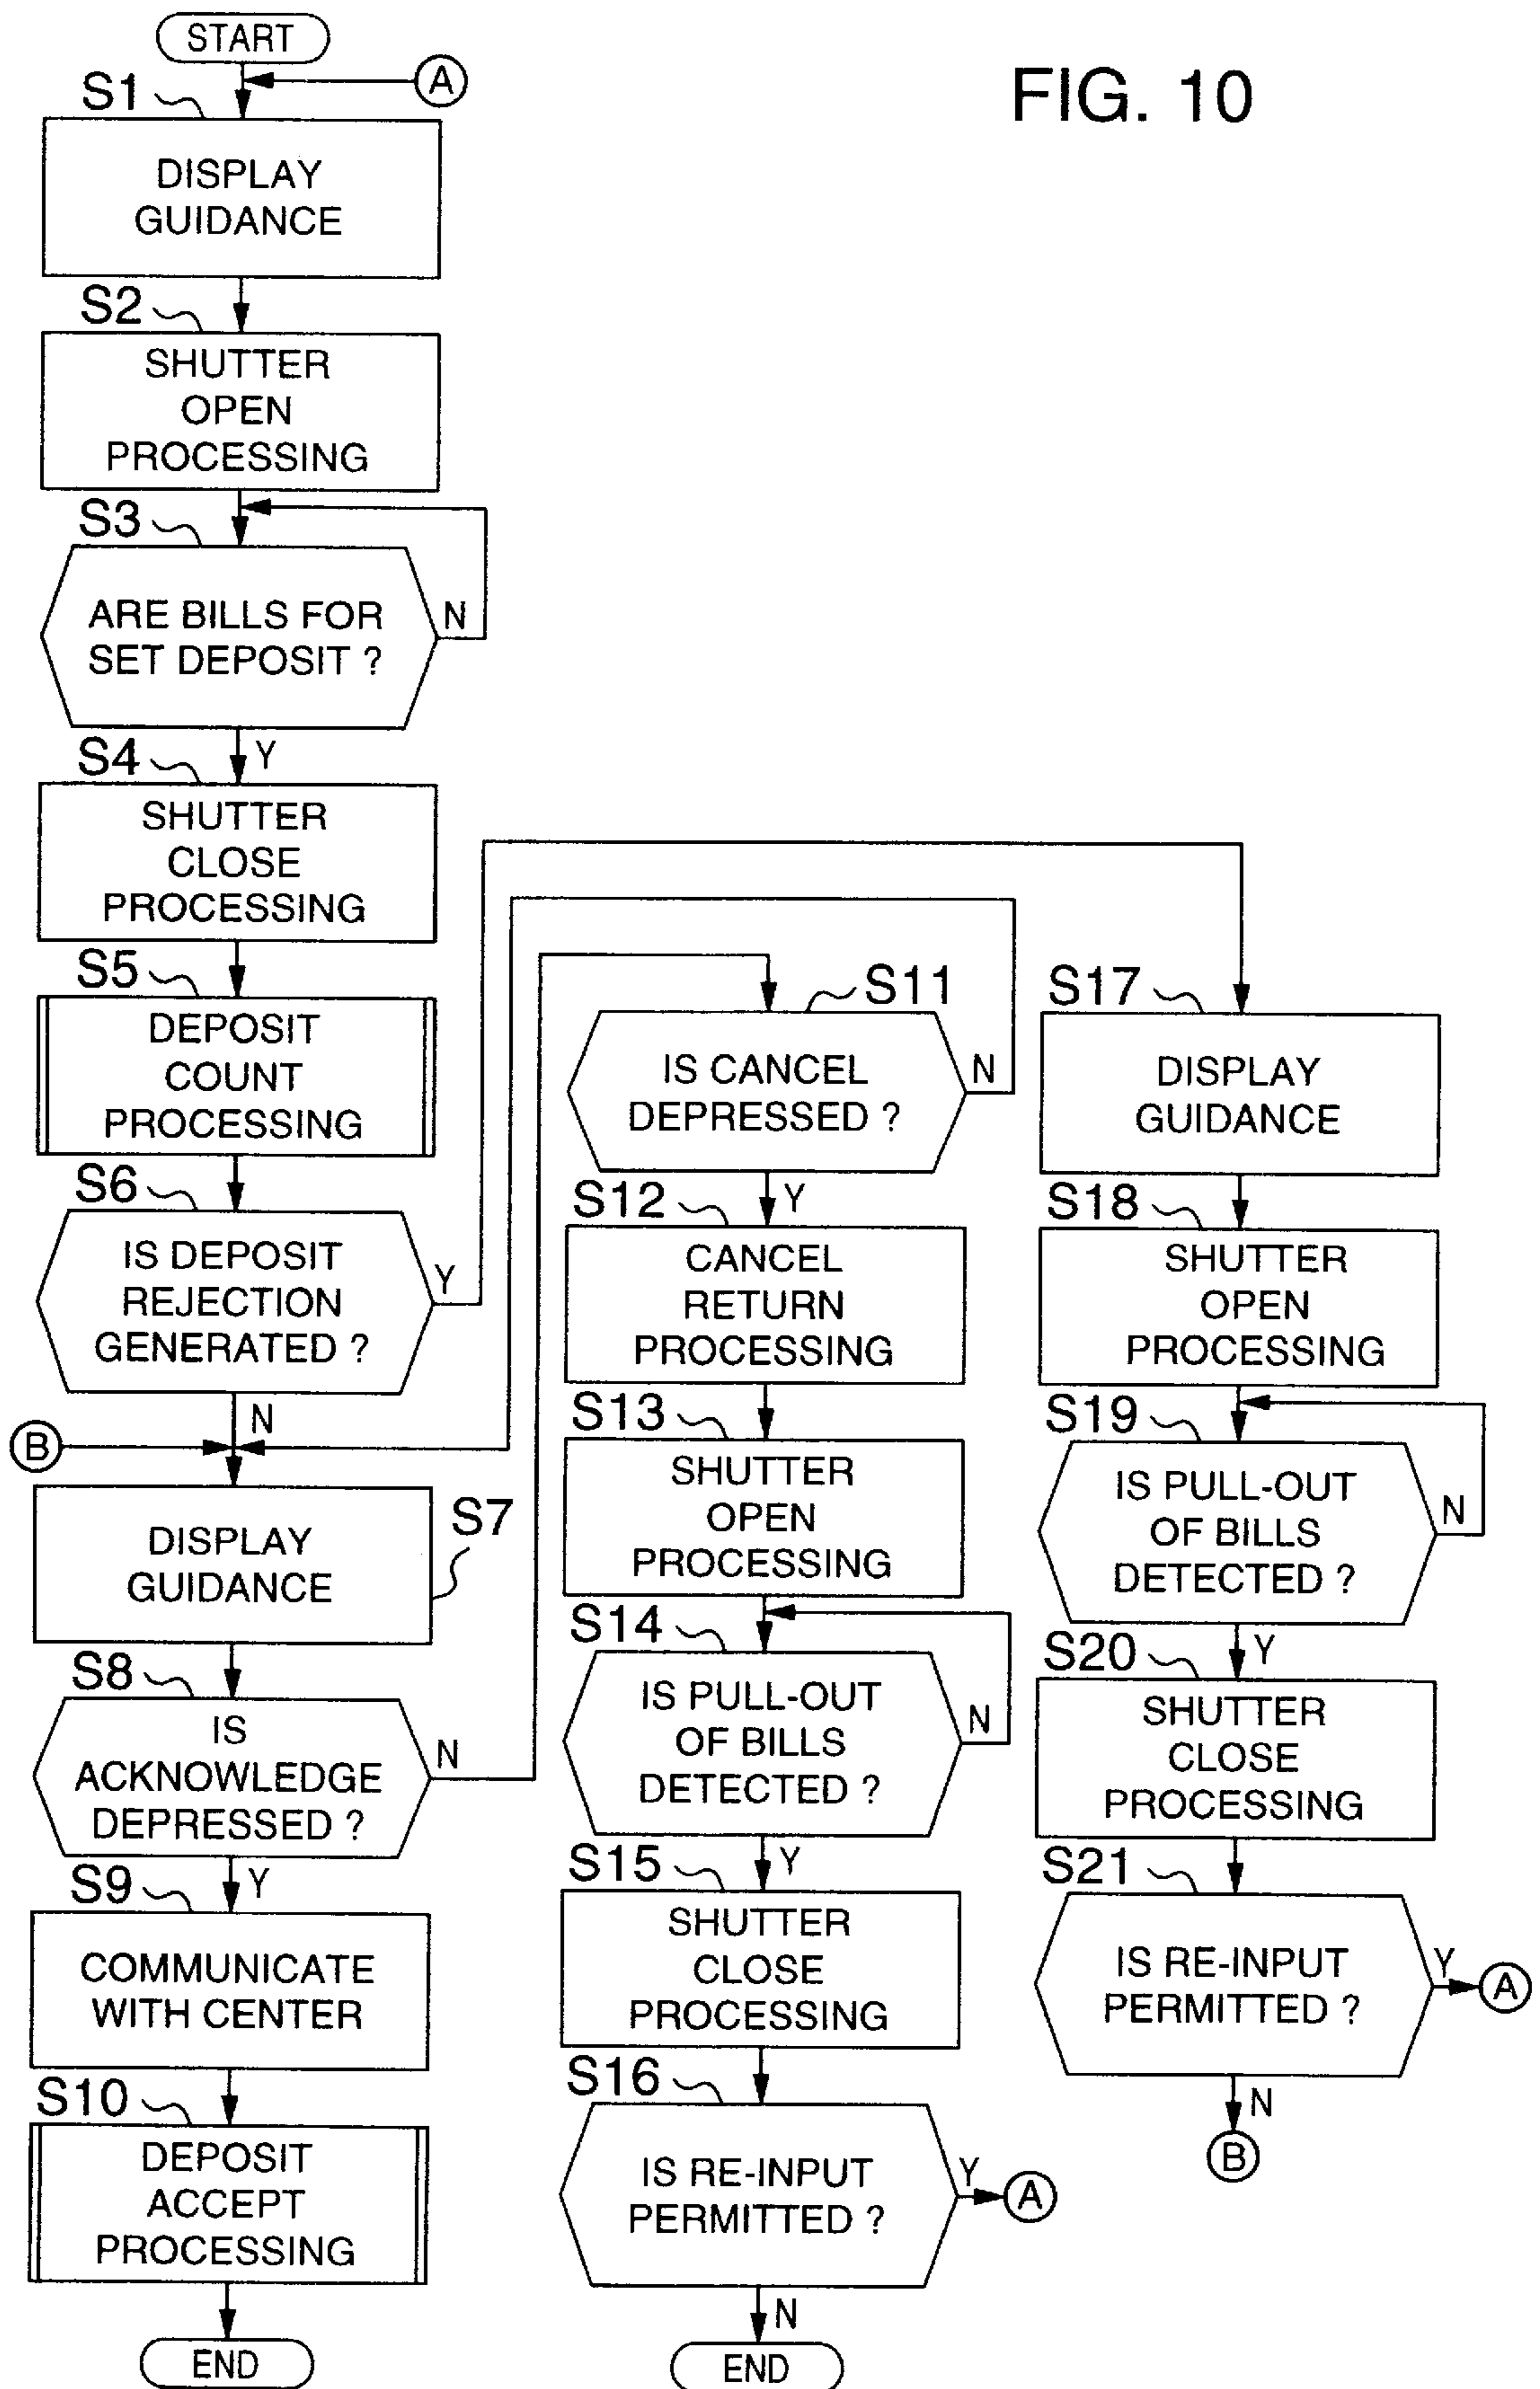 FIG. 10
START
A
S1
DISPLAY
GUIDANCE
S2
SHUTTER
OPEN
PROCESSING
S3
ARE BILLS FOR
SET DEPOSIT ?
N
Y
S4
SHUTTER
CLOSE
PROCESSING
S5
DEPOSIT
COUNT
PROCESSING
S6
IS DEPOSIT
REJECTION
GENERATED ?
Y
N
B
S7
DISPLAY
GUIDANCE
S8
IS
ACKNOWLEDGE
DEPRESSED ?
N
Y
S9
COMMUNICATE
WITH CENTER
S10
DEPOSIT
ACCEPT
PROCESSING
END
S11
IS CANCEL
DEPRESSED ?
N
Y
S12
CANCEL
RETURN
PROCESSING
S13
SHUTTER
OPEN
PROCESSING
S14
IS PULL-OUT
OF BILLS
DETECTED ?
N
Y
S15
SHUTTER
CLOSE
PROCESSING
S16
IS RE-INPUT
PERMITTED ?
Y
A
N
END
S17
DISPLAY
GUIDANCE
S18
SHUTTER
OPEN
PROCESSING
S19
IS PULL-OUT
OF BILLS
DETECTED ?
N
Y
S20
SHUTTER
CLOSE
PROCESSING
S21
IS RE-INPUT
PERMITTED ?
Y
A
N
B